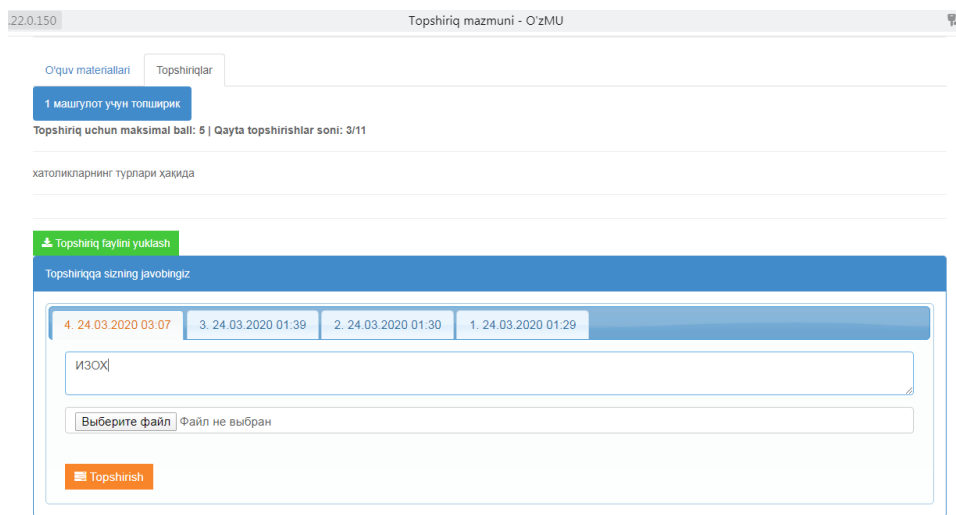 .22.0.150 Topshiriq mazmuni - O'zMU
O'quv materiallari Topshiriqlar
1 машгулот учун топширик
Topshiriq uchun maksimal ball: 5 | Qayta topshirishlar soni: 3/11
хатоликларнинг турлари ҳақида
Topshiriq faylini yuklash
Topshiriqqa sizning javobingiz
4. 24.03.2020 03:07 3. 24.03.2020 01:39 2. 24.03.2020 01:30 1. 24.03.2020 01:29
ИЗОХ
Выберите файл Файл не выбран
Topshirish